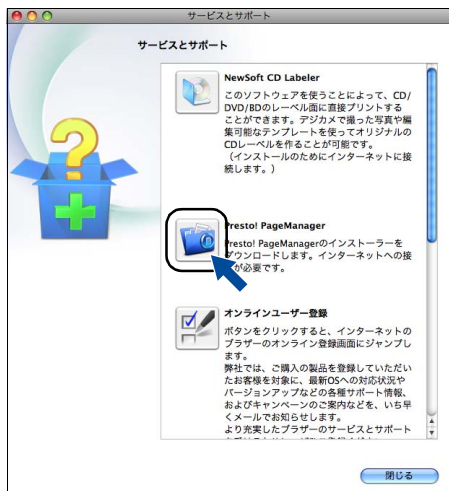 サービスとサポート
サービスとサポート
NewSoft CD Labeler
このソフトウェアを使うことによって、CD/
DVD/BDのレーベル面に直接プリントする
ことができます。デジカメで撮った写真や編
集可能なテンプレートを使ってオリジナルの
CDレーベルを作ることが可能です。
（インストールのためにインターネットに接
続します。）
Presto! PageManager
Presto! PageManagerのインストーラーを
ダウンロードします。インターネットへの接
が必要です。
オンラインユーザー登録
ボタンをクリックすると、インターネットの
ブラザーのオンライン登録画面にジャンプし
ます。
弊社では、ご購入の製品を登録していただい
たお客様を対象に、最新OSへの対応状況や
バージョンアップなどの各種サポート情報、
およびキャンペーンのご案内などを、いち早
くメールでお知らせします。
より充実したブラザーのサービスとサポート
閉じる